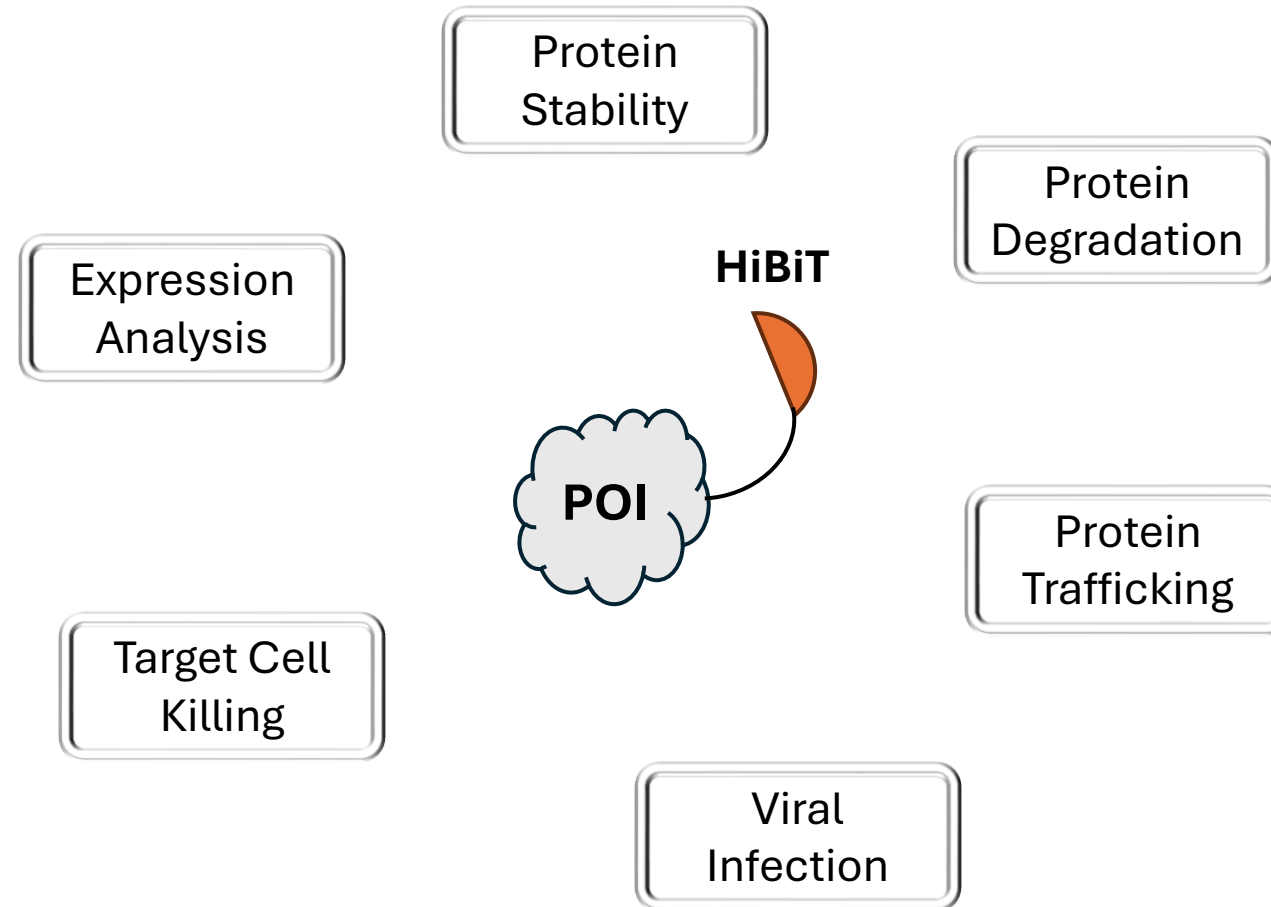 Protein
Stability
Protein
Degradation
HiBiT
Expression
Analysis
POI
Protein
Trafficking
Target Cell
Killing
Viral
Infection